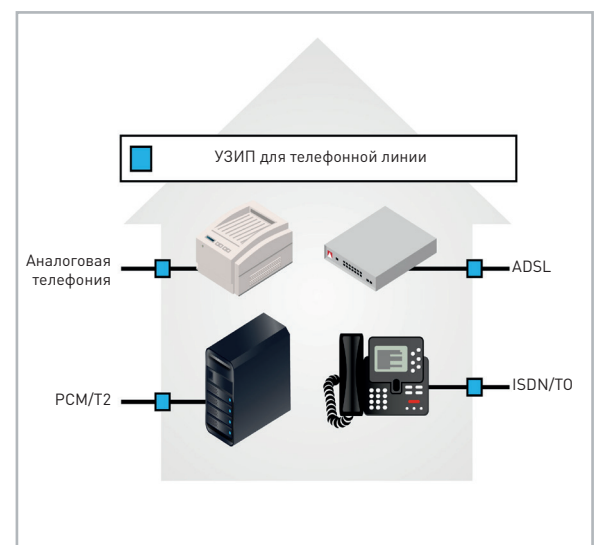 УЗИП для телефонной линии
Аналоговая
телефония
ADSL
PCM/T2
ISDN/T0